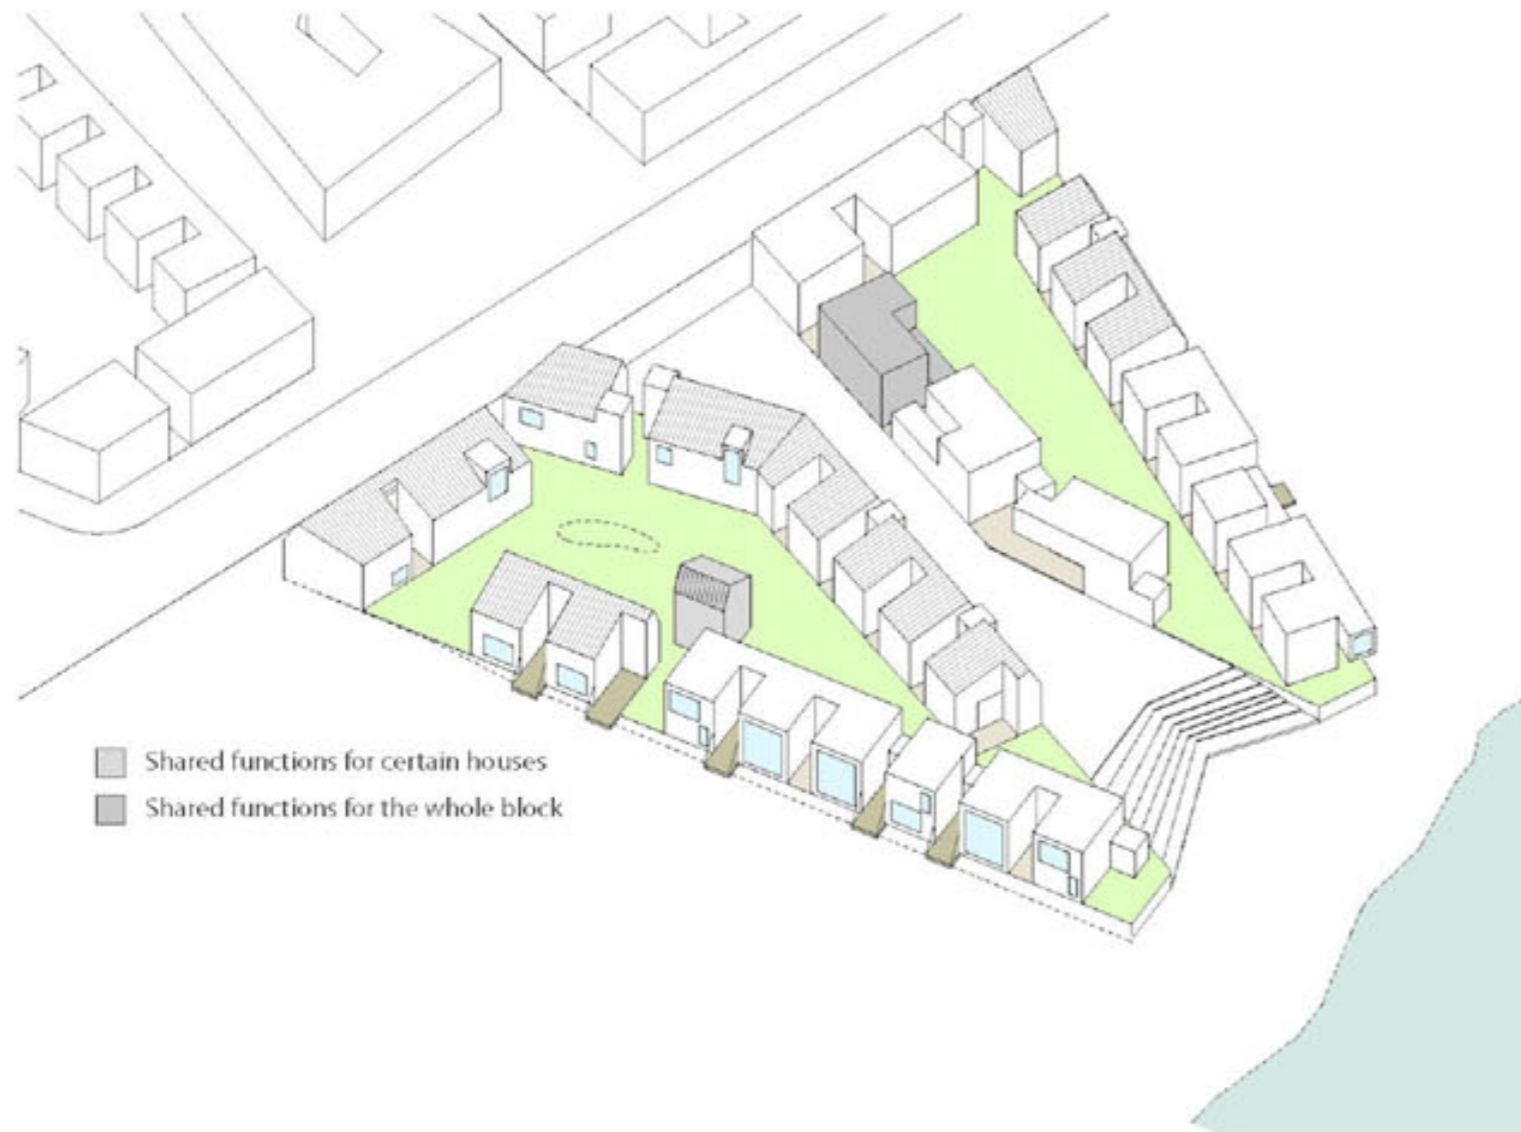 Shared functions for certain houses
Shared functions for the whole block